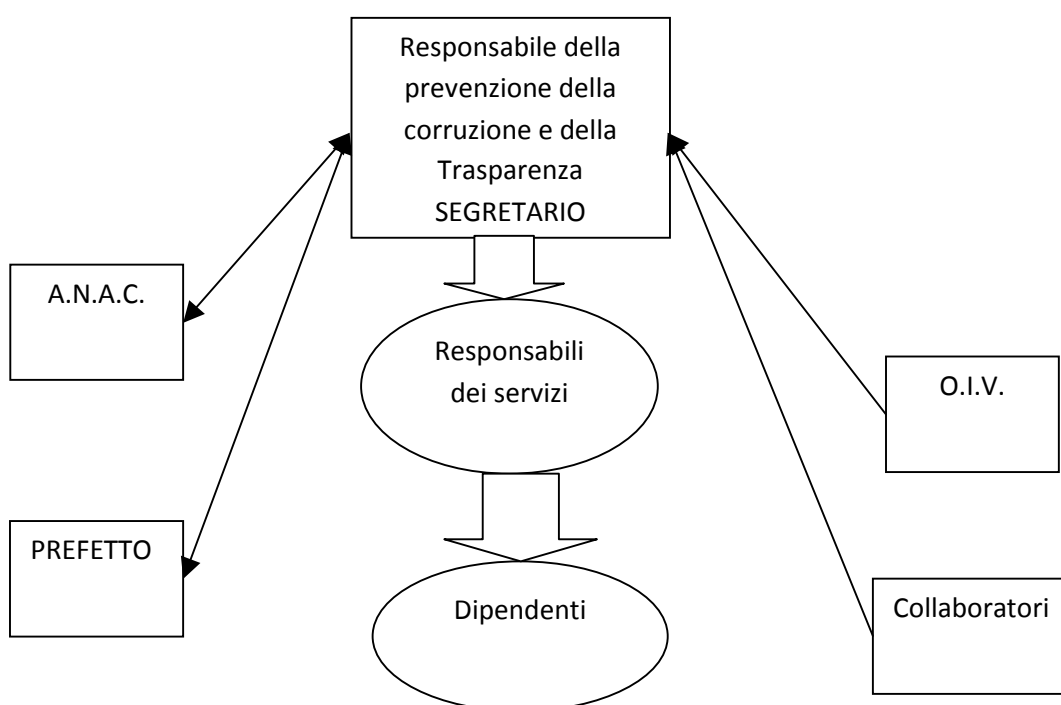 Responsabile della
prevenzione della
corruzione e della
Trasparenza
SEGRETARIO
A.N.A.C.
Responsabili
dei servizi
O.I.V.
PREFETTO
Dipendenti
Collaboratori